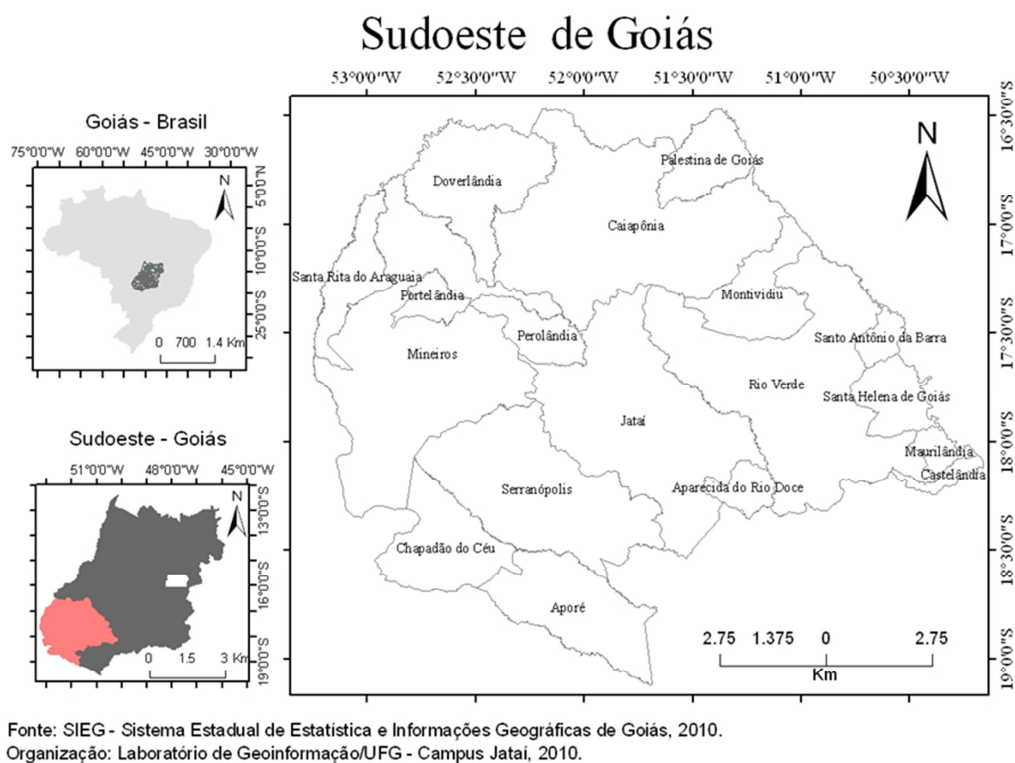 Sudoeste de Goiás
53°0'0"W 52°30'0"W 52°0'0"W 51°30'0"W 51°0'0"W 50°30'0"W
16°30'0"S
17°0'0"S
17°30'0"S
18°0'0"S
18°30'0"S
19°0'0"S
N
Palestina de Goiás
Doverlândia
Caiapônia
Santa Rita do Araguaia
Portelândia
Montividiu
Perolândia
Santo Antônio da Barra
Mineiros
Rio Verde
Santa Helena de Goiás
Jataí
Maurilândia
Castelândia
Serranópolis
Aparecida do Rio Doce
Chapadão do Céu
Aporé
2.75 1.375 0 2.75
Km
Goiás - Brasil
75°0'0"W 60°0'0"W 45°0'0"W 30°0'0"W
N
5°0'N
10°0'0"S
25°0'0"S
0 700 1.4 Km
Sudoeste - Goiás
51°0'0"W 48°0'0"W 45°0'0"W
N
13°0'0"S
16°0'0"S
19°0'0"S
0 1.5 3 Km
Fonte: SIEG - Sistema Estadual de Estatística e Informações Geográficas de Goiás, 2010.
Organização: Laboratório de Geoinformação/UFG - Campus Jataí, 2010.